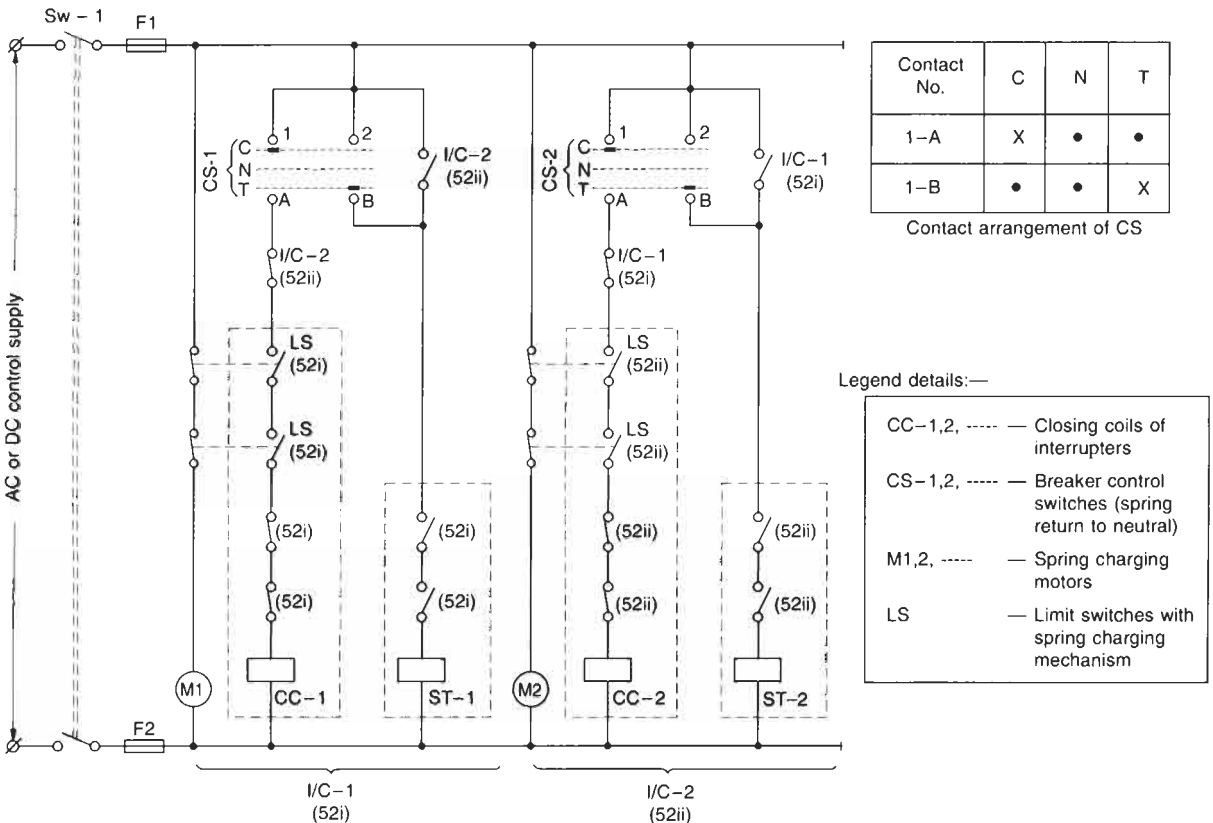 Sw – 1
F1
AC or DC control supply
CS-1
C
N
T
1
2
A
B
I/C–2
(52ii)
I/C–2
(52ii)
LS
(52i)
LS
(52i)
(52i)
(52i)
(52i)
(52i)
M1
CC–1
ST–1
CS-2
C
N
T
1
2
A
B
I/C–1
(52i)
I/C–1
(52i)
LS
(52ii)
LS
(52ii)
(52ii)
(52ii)
(52ii)
(52ii)
M2
CC–2
ST–2
F2
I/C–1
(52i)
I/C–2
(52ii)
Contact No. C N T
1–A X • •
1–B • • X
Contact arrangement of CS
Legend details:—
CC–1,2, ----- — Closing coils of
interrupters
CS–1,2, ----- — Breaker control
switches (spring
return to neutral)
M1,2, ----- — Spring charging
motors
LS — Limit switches with
spring charging
mechanism